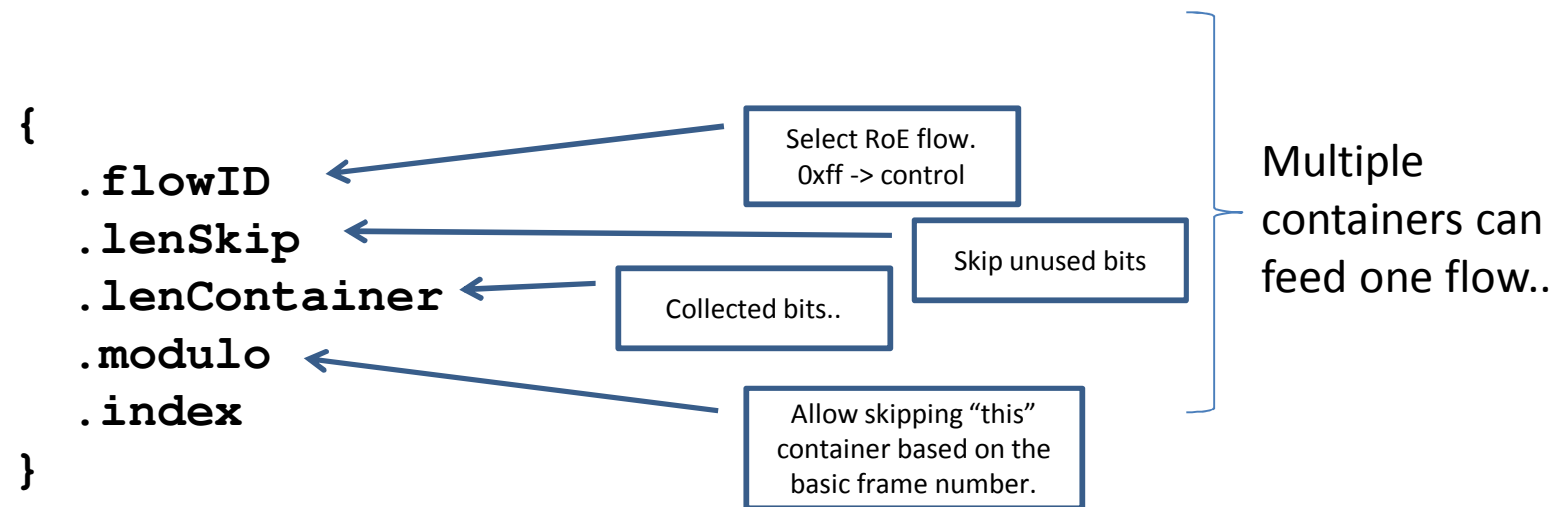 {
.flowID
.lenSkip
.lenContainer
.modulo
.index
}
Select RoE flow.
0xff -> control
Skip unused bits
Collected bits..
Allow skipping “this”
container based on the
basic frame number.
Multiple
containers can
feed one flow..